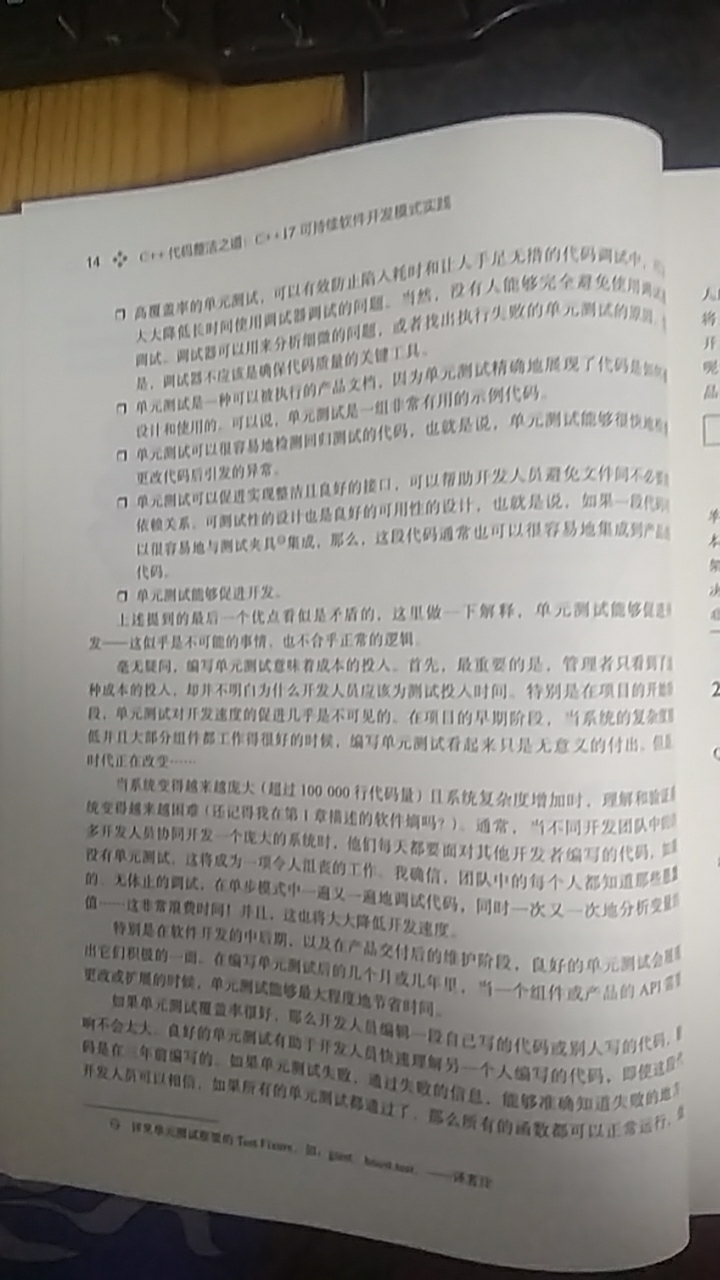 14 C++代码整洁之道：C++17可持续软件开发模式实践
高覆盖率的单元测试，可以有效防止陷入耗时和让人手足无措的代码调试中，
大大降低长时间使用调试器调试的问题。当然，没有人能够完全避免使用调试
调试。调试器可以用来分析细微的问题，或者找出执行失败的单元测试的原因。
是，调试器不应该是确保代码质量的关键工具。
单元测试是一种可以被执行的产品文档，因为单元测试精确地展现了代码是如何
设计和使用的。可以说，单元测试是一组非常有用的示例代码。
单元测试可以很容易地检测回归测试的代码，也就是说，单元测试能够很快地
更改代码后引发的异常。
单元测试可以促进实现整洁且良好的接口，可以帮助开发人员避免文件间不必要
依赖关系。可测试性的设计也是良好的可用性的设计，也就是说，如果一段代码
以很容易地与测试夹具集成，那么，这段代码通常也可以很容易地集成到产品
代码。
单元测试能够促进开发。
上述提到的最后一个优点看似是矛盾的，这里做一下解释，单元测试能够促进
发——这似乎是不可能的事情，也不合乎正常的逻辑。
毫无疑问，编写单元测试意味着成本的投入。首先，最重要的是，管理者只看到了
种成本的投入，却并不明白为什么开发人员应该为测试投入时间。特别是在项目的开始
段，单元测试对开发速度的促进几乎是不可见的。在项目的早期阶段，当系统的复杂度
低并且大部分组件都工作得很好的时候，编写单元测试看起来只是无意义的付出。但是
时代正在改变……
当系统变得越来越庞大（超过100 000行代码量）且系统复杂度增加时，理解和验证
统变得越来越困难（还记得我在第1章描述的软件熵吗？）。通常，当不同开发团队中的
多开发人员协同开发一个庞大的系统时，他们每天都要面对其他开发者编写的代码，如果
没有单元测试，这将成为一项令人沮丧的工作。我确信，团队中的每个人都知道那些
的、无休止的调试，在单步模式中一遍又一遍地调试代码，同时一次又一次地分析变量
值——这非常浪费时间！并且，这也将大大降低开发速度。
特别是在软件开发的中后期，以及在产品交付后的维护阶段，良好的单元测试会
出它们积极的一面。在编写单元测试后的几个月或几年里，当一个组件或产品的API需要
更改或扩展的时候，单元测试能够最大程度地节省时间。
如果单元测试覆盖率很好，那么开发人员编辑一段自己写的代码或别人写的代码，
响不会太大。良好的单元测试有助于开发人员快速理解另一个人编写的代码，即使这段
码是在三年前编写的。如果单元测试失败，通过失败的信息，能够准确知道失败的地方
开发人员可以相信，如果所有的单元测试都通过了，那么所有的函数都可以正常运行。
详见单元测试框架的Test Fixture，如，gtest、boost.test。——译者注
人
将
开
呢
品
本
决
2